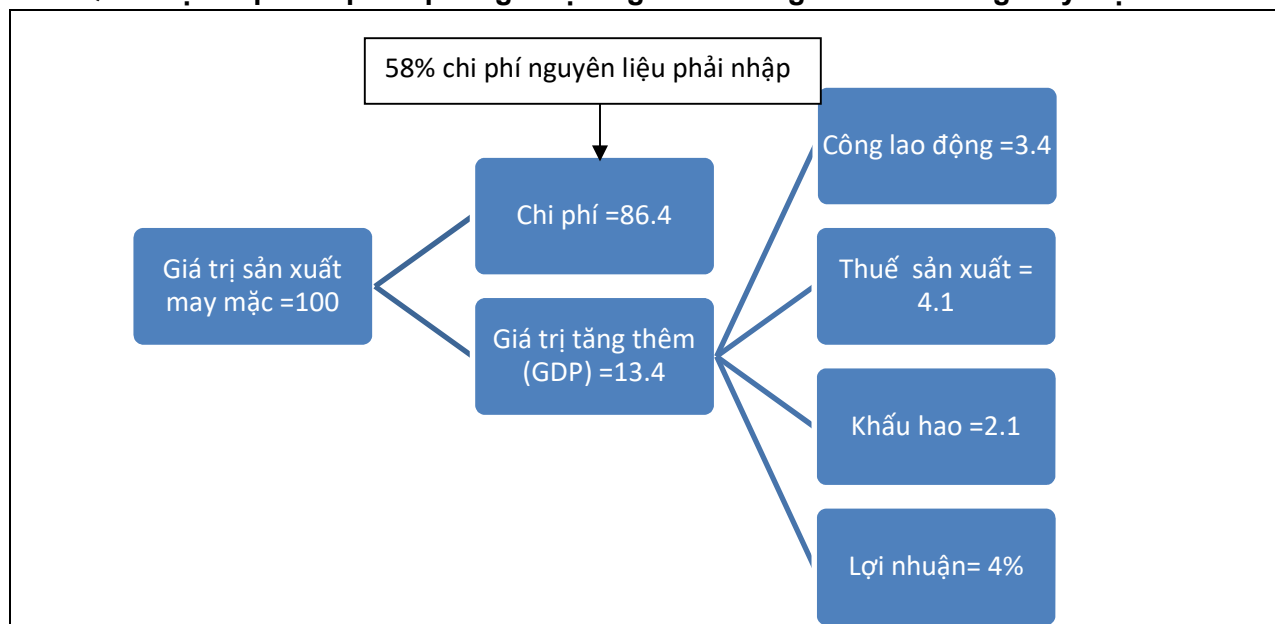 58% chi phí nguyên liệu phải nhập
Công lao động =3.4
Chi phí =86.4
Giá trị sản xuất
may mặc =100
Thuế  sản xuất =
4.1
Giá trị tăng thêm
(GDP) =13.4
Khấu hao =2.1
Lợi nhuận= 4%